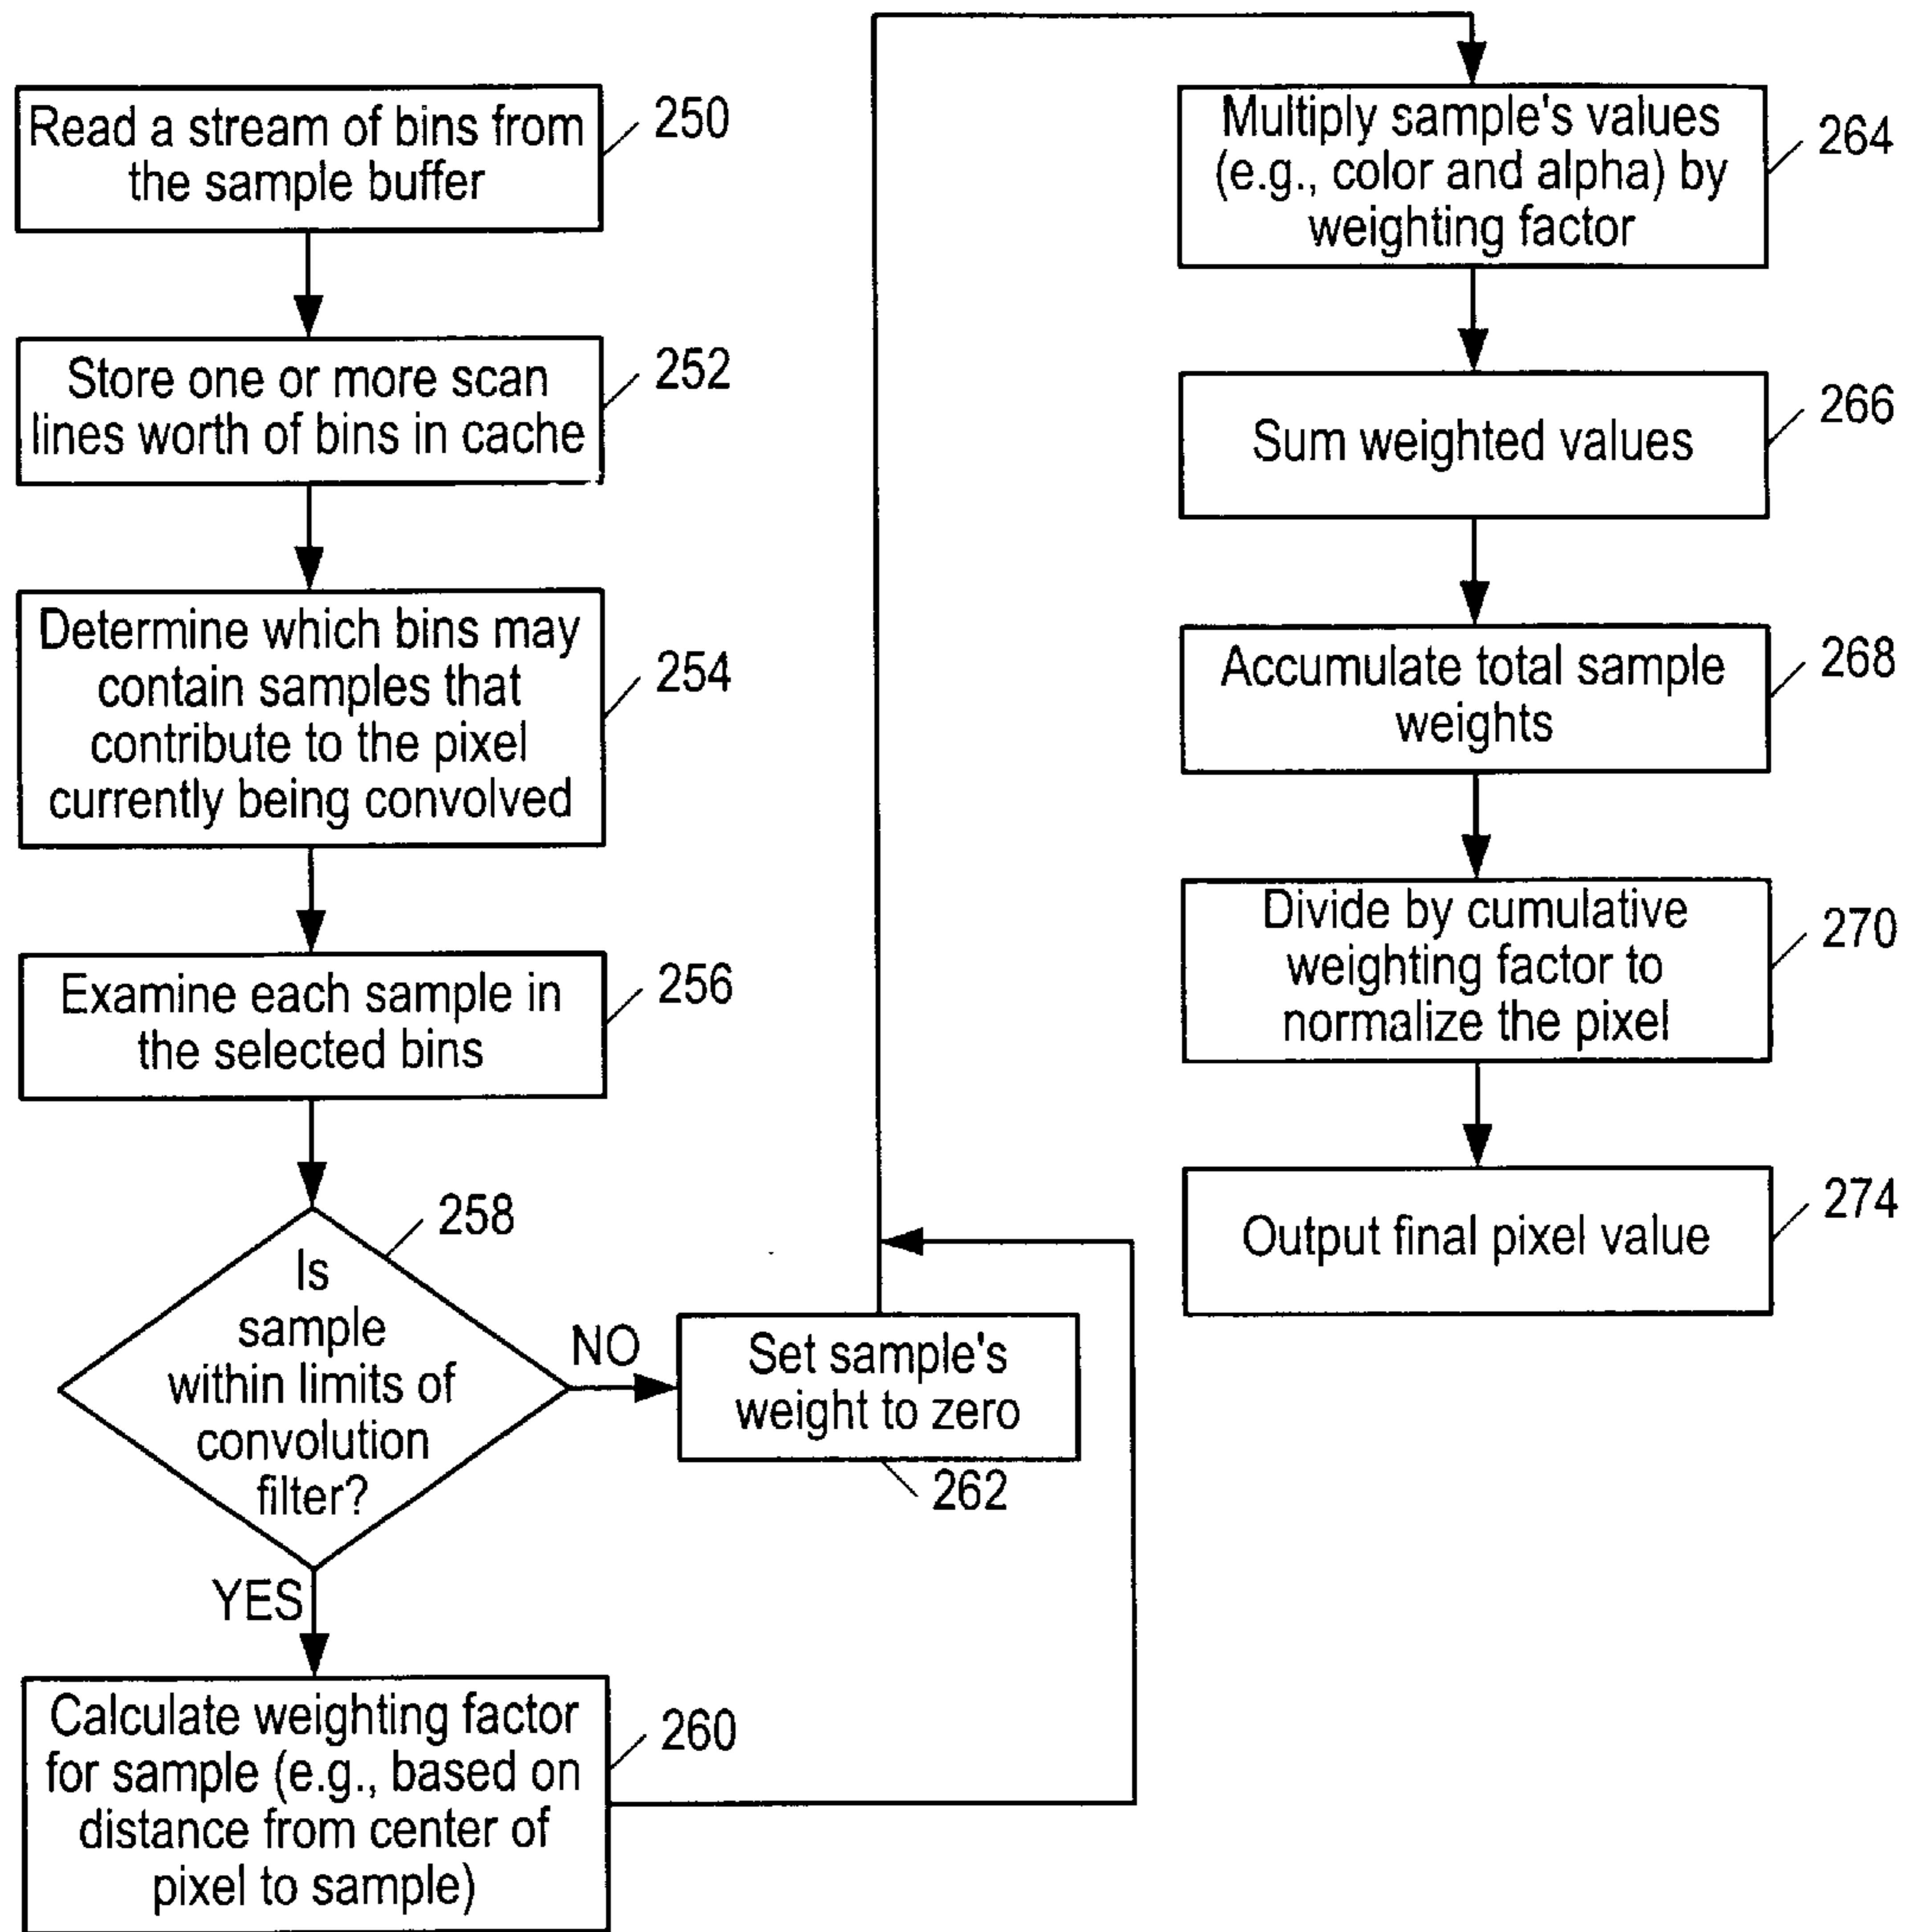 Read a stream of bins from
the sample buffer
250
Store one or more scan
lines worth of bins in cache
252
Determine which bins may
contain samples that
contribute to the pixel
currently being convolved
254
Examine each sample in
the selected bins
256
Is
sample
within limits of
convolution
filter?
258
NO
Set sample's
weight to zero
262
YES
Calculate weighting factor
for sample (e.g., based on
distance from center of
pixel to sample)
260
Multiply sample's values
(e.g., color and alpha) by
weighting factor
264
Sum weighted values
266
Accumulate total sample
weights
268
Divide by cumulative
weighting factor to
normalize the pixel
270
Output final pixel value
274